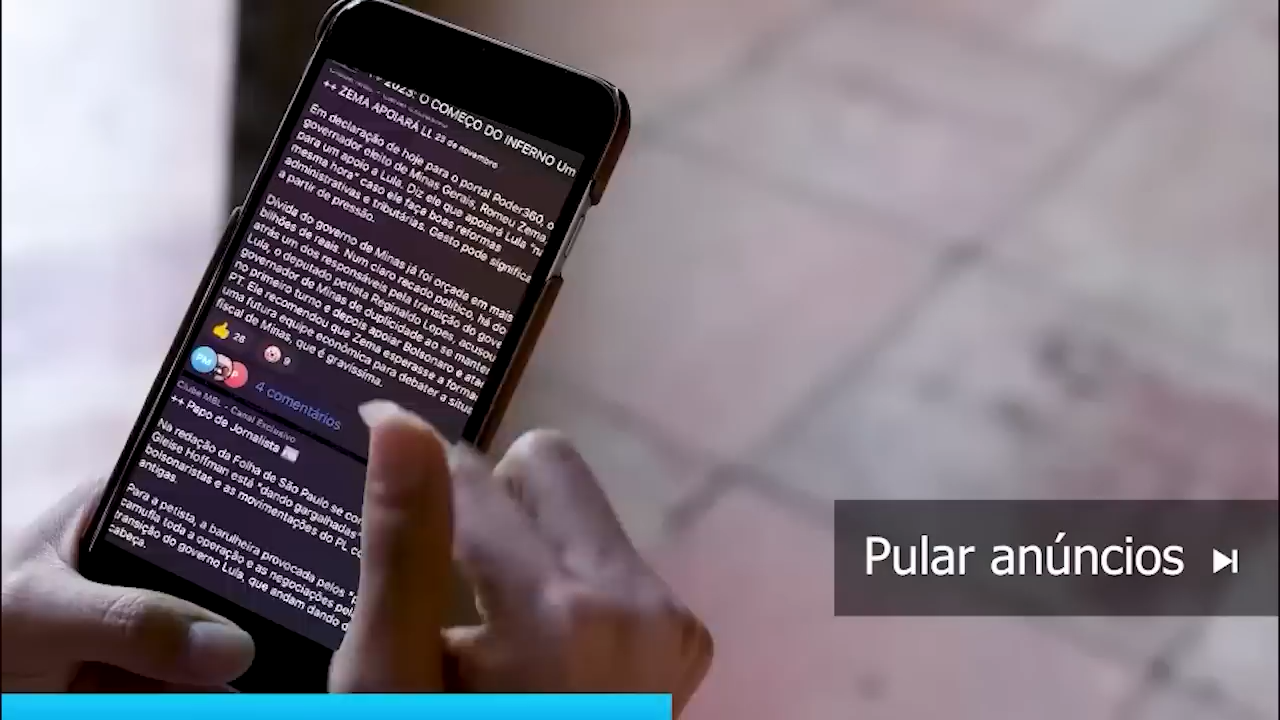 2023: O COMEÇO DO INFERNO Um
++ ZEMA APOIARÁ LL 23 de novembro
Em declaração de hoje para o portal Poder360, o
governador eleito de Minas Gerais, Romeu Zema,
para um apoio a Lula. Diz ele que apoiará Lula "na
mesma hora" caso ele faça boas reformas
administrativas e tributárias. Gesto pode significa
a partir de pressão.
Dívida do governo de Minas já foi orçada em mais
bilhões de reais. Num claro recado político, há do
atrás um dos responsáveis pela transição do gove
Lula, o deputado petista Reginaldo Lopes, acusou
governador de Minas de duplicidade ao se manter
no primeiro turno e depois apoiar Bolsonaro e atac
PT. Ele recomendou que Zema esperasse a forma
uma futura equipe econômica para debater a situa
fiscal de Minas, que é gravíssima.
26
9
PM
4 comentários
Clube MBL - Canal Exclusivo
++ Papo de Jornalista
Na redação da Folha de São Paulo se co
Gleise Hoffman está "dando gargalhadas"
bolsonaristas e as movimentações do PL co
antigas.
Para a petista, a barulheira provocada pelos "p
camufla toda a operação e as negociações pel
transição do governo Lula, que andam dando d
cabeça.
Pular anúncios